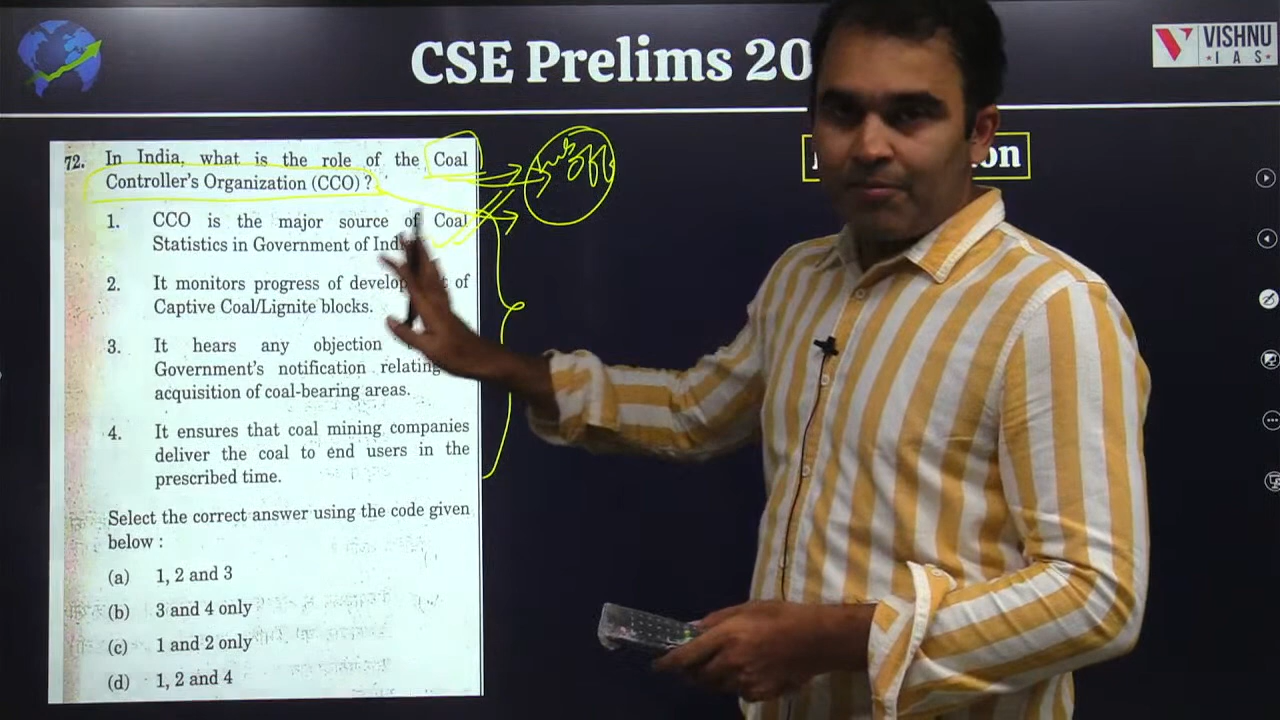 CSE Prelims 20
VISHNU
IAS
72. In India, what is the role of the Coal
Controller's Organization (CCO) ?
1. CCO is the major source of Coal
Statistics in Government of
2. It monitors progress of of
Captive Coal/Lignite blocks.
3. It hears any objection
Government's notification relating
acquisition of coal-bearing areas.
4. It ensures that coal mining companies
deliver the coal to end users in the
prescribed time.
Select the correct answer using the code given
below :
(a) 1, 2 and 3
(b) 3 and 4 only
(c) 1 and 2 only
(d) 1, 2 and 4